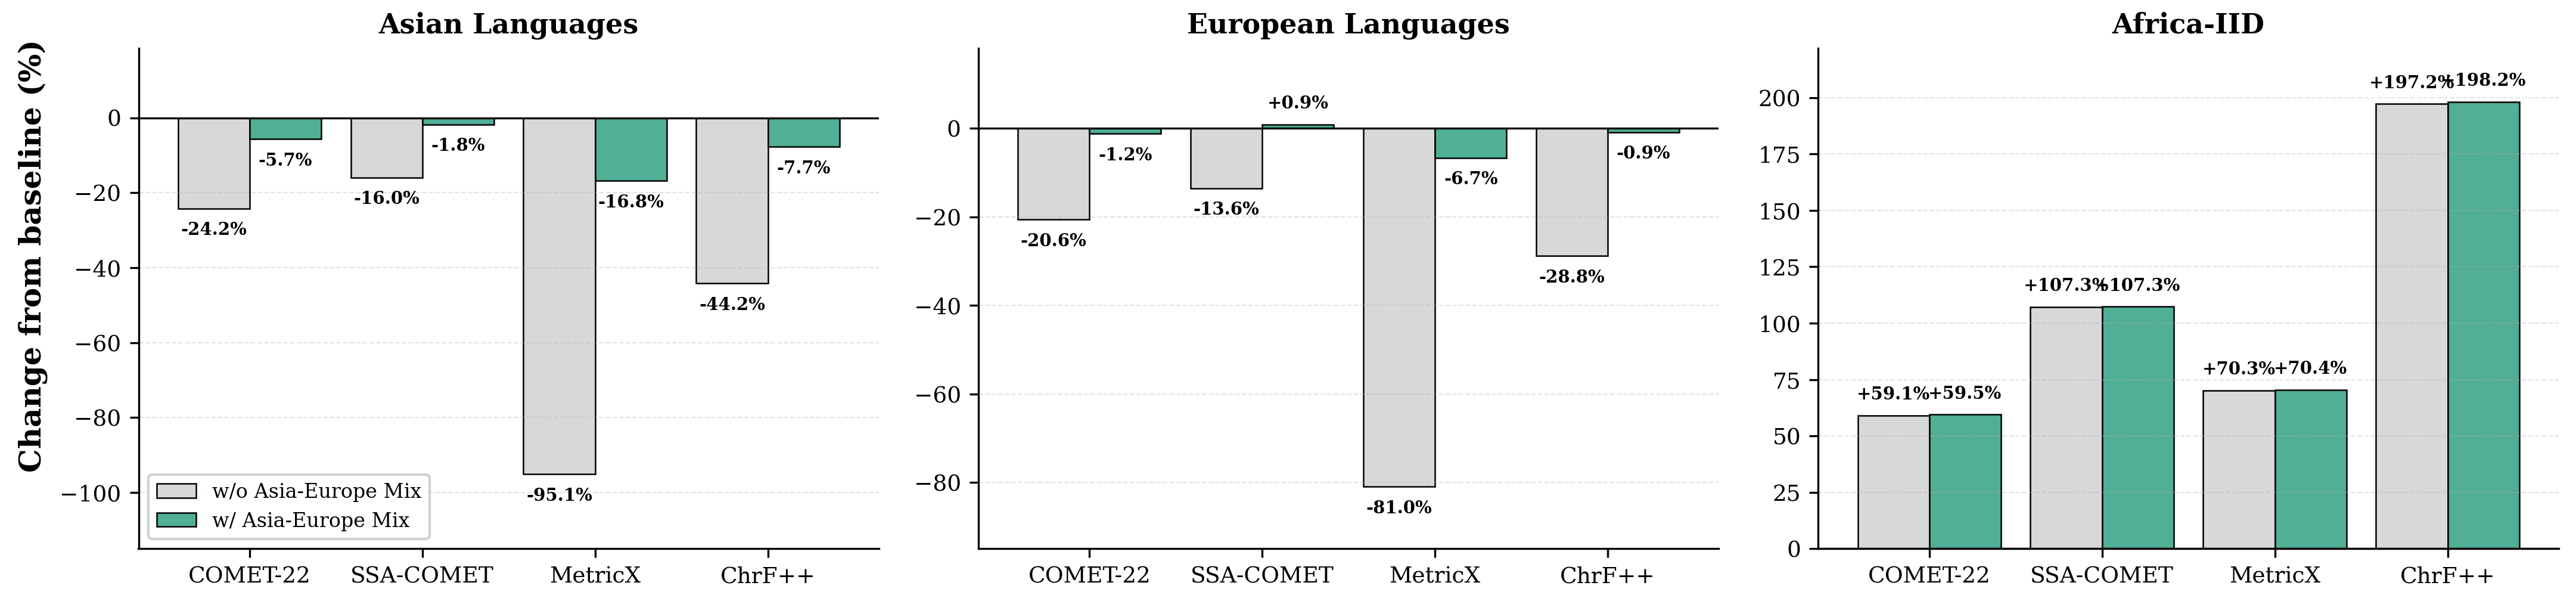 Asian Languages
European Languages
Africa-IID
Change from baseline (%)
0
−20
−40
−60
−80
−100
-24.2%
-5.7%
-16.0%
-1.8%
-95.1%
-16.8%
-44.2%
-7.7%
w/o Asia-Europe Mix
w/ Asia-Europe Mix
COMET-22
SSA-COMET
MetricX
ChrF++
0
−20
−40
−60
−80
-20.6%
-1.2%
-13.6%
+0.9%
-81.0%
-6.7%
-28.8%
-0.9%
COMET-22
SSA-COMET
MetricX
ChrF++
200
175
150
125
100
75
50
25
0
+59.1%
+59.5%
+107.3%
+107.3%
+70.3%
+70.4%
+197.2%
+198.2%
COMET-22
SSA-COMET
MetricX
ChrF++